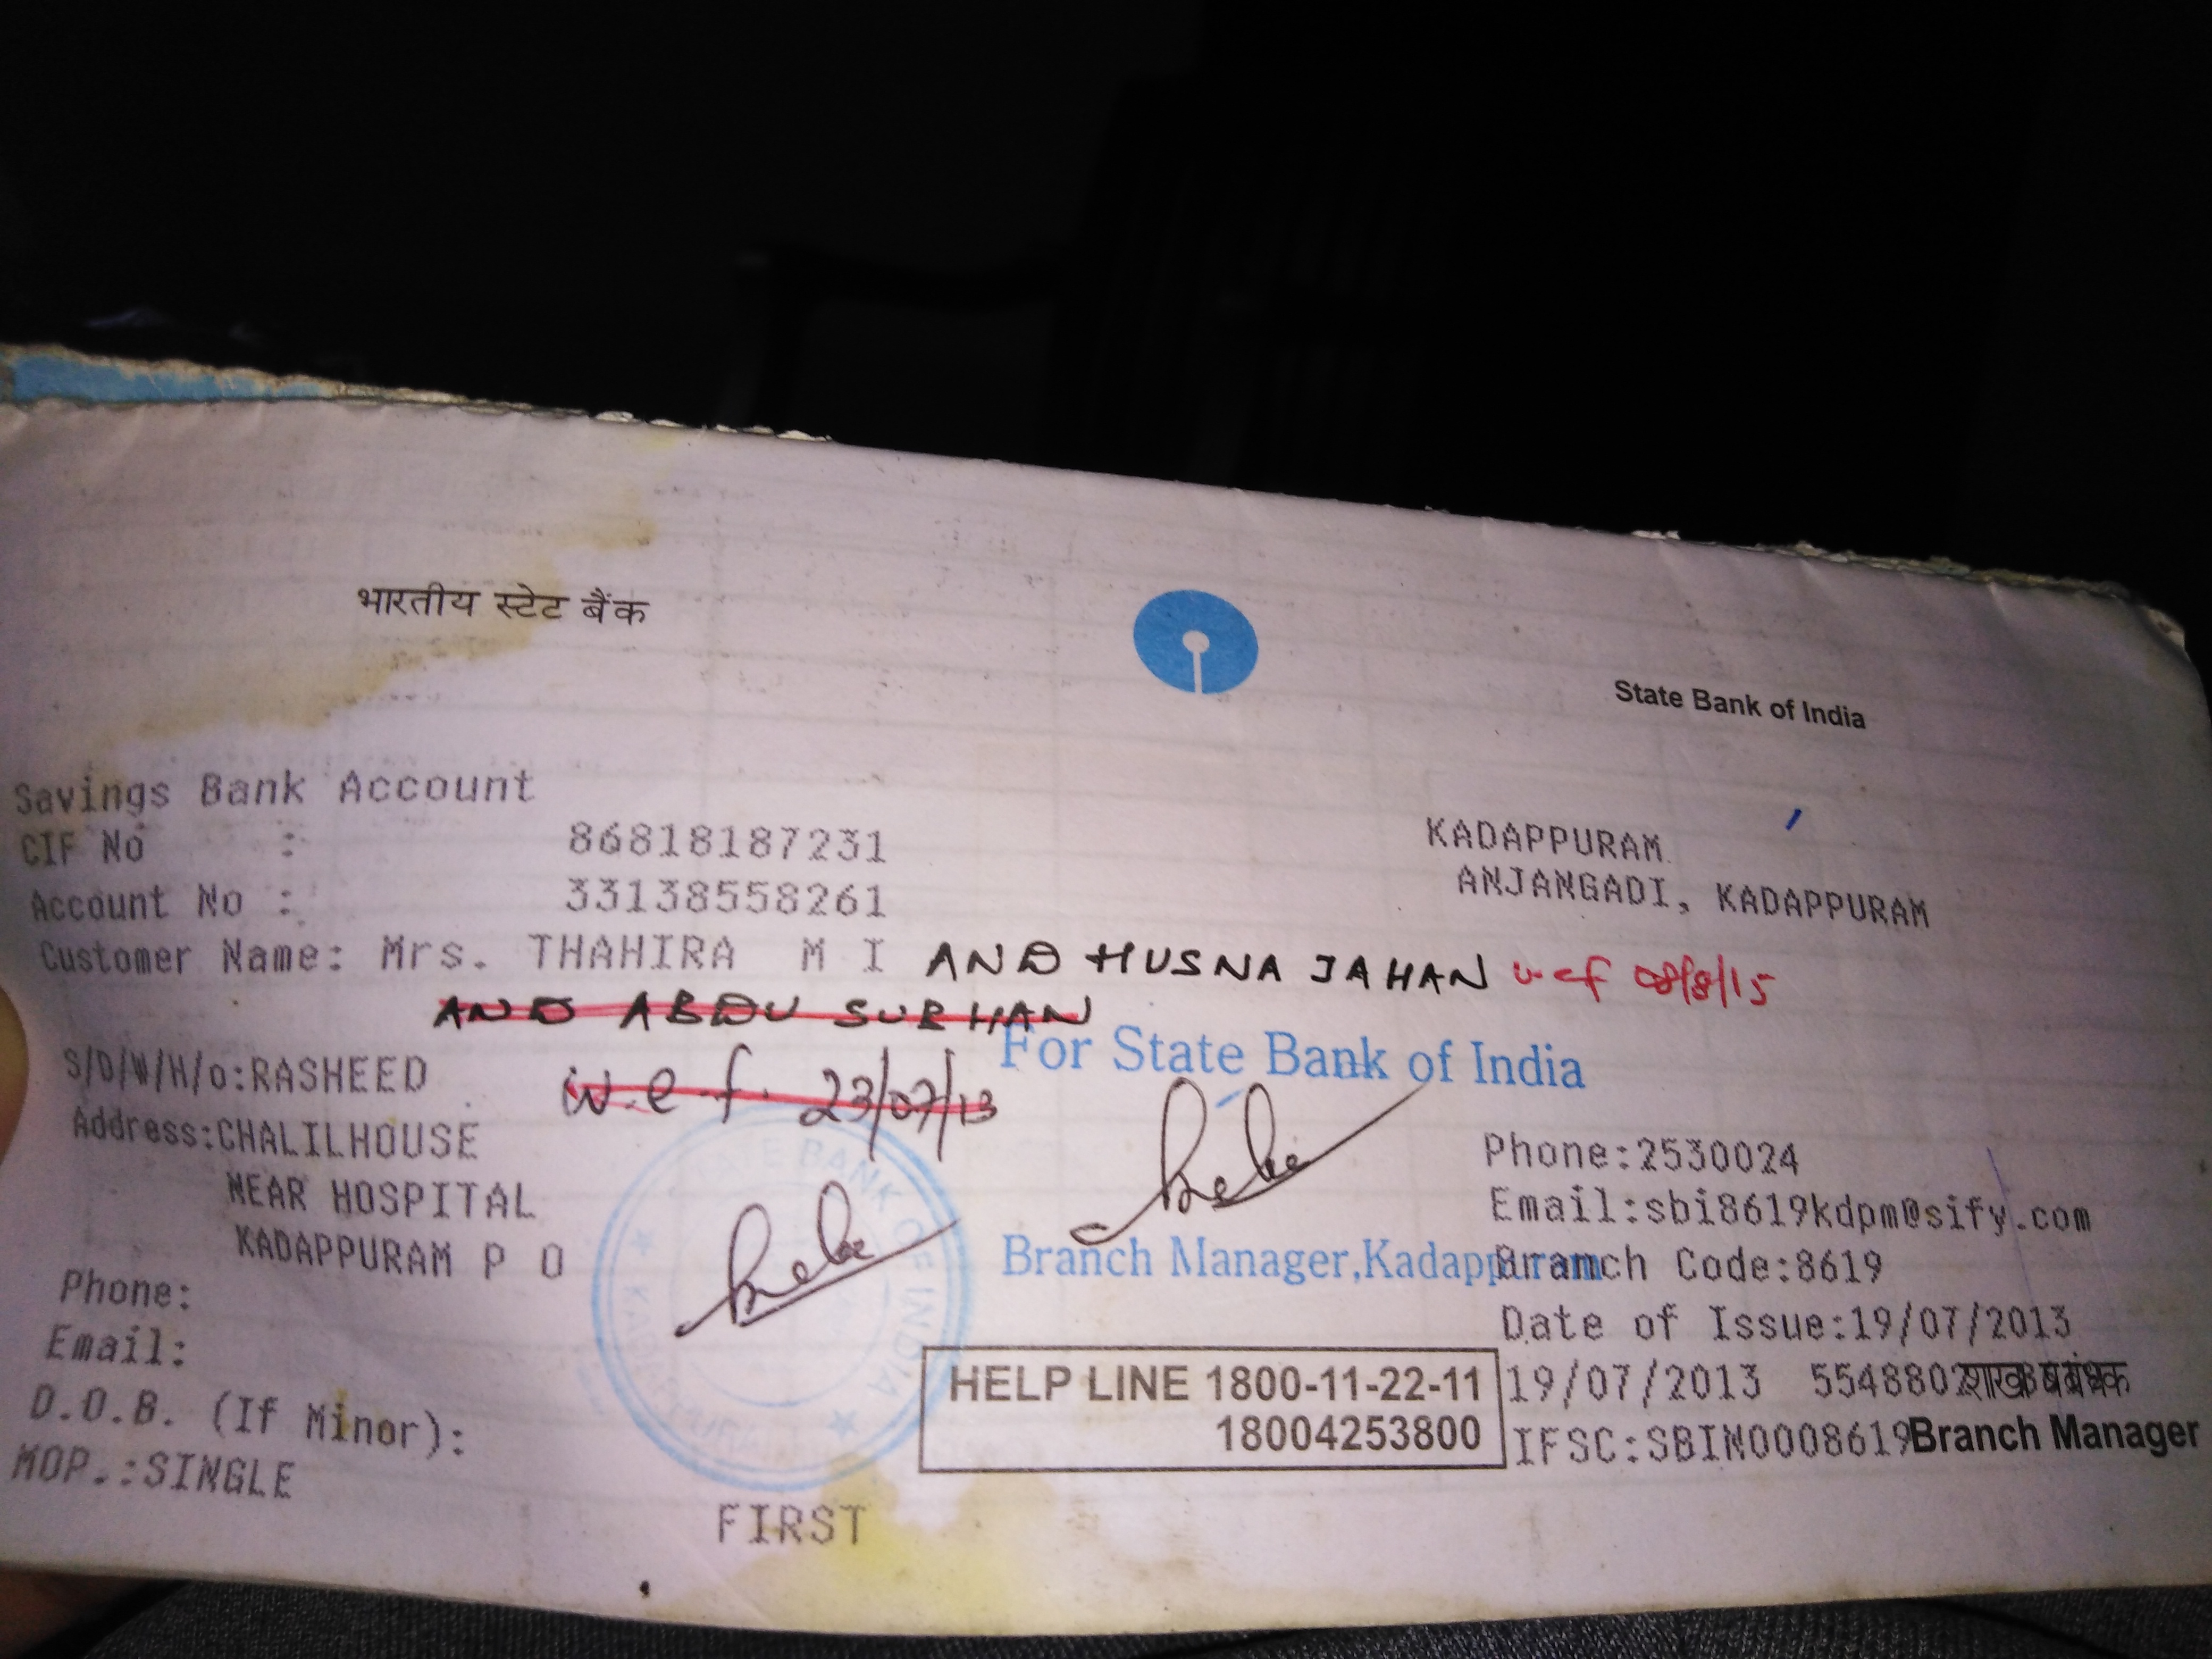 भारतीय स्टेट बैंक
State Bank of India
Savings Bank Account
CIF No : 86818187231
Account No : 33138558261
KADAPPURAM
ANJANGADI, KADAPPURAM
Customer Name: Mrs. THAHIRA M I AND HUSNA JAHAN w.e.f 08/8/15
AND ABDU SUBHAN
For State Bank of India
S/D/W/H/o:RASHEED
w.e.f. 23/07/13
Address:CHALILHOUSE
NEAR HOSPITAL
KADAPPURAM P O
Phone:2530024
Email:sbi8619kdpm@sify.com
Branch Manager,Kadappuram
Branch Code:8619
Phone:
Email:
D.O.B. (If Minor):
MOP.:SINGLE
STATE BANK OF INDIA
Date of Issue:19/07/2013
HELP LINE 1800-11-22-11
18004253800
19/07/2013 शाखा प्रबंधक
IFSC:SBIN0008619 Branch Manager
FIRST